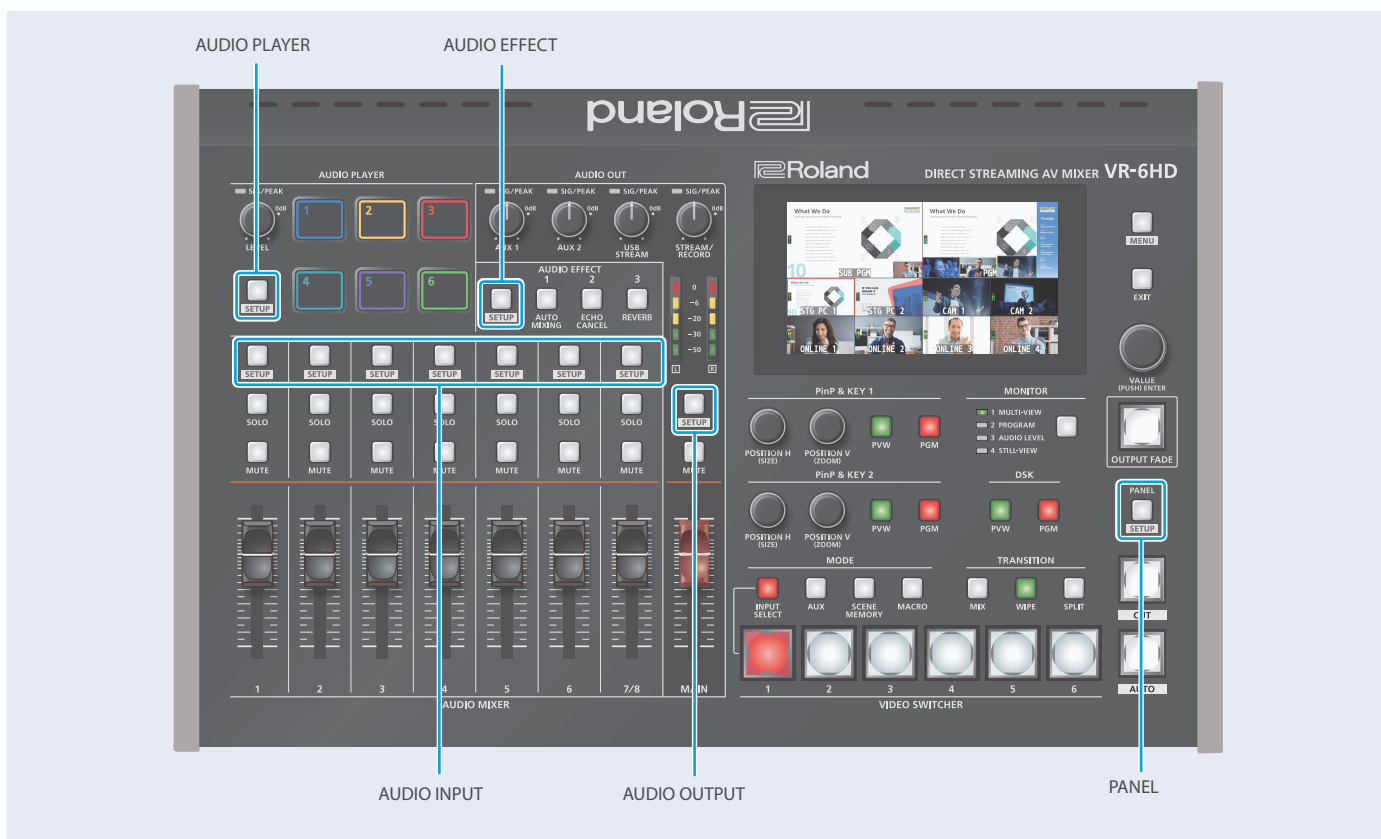 AUDIO PLAYER
AUDIO EFFECT
Roland
Roland
DIRECT STREAMING AV MIXER VR-6HD
AUDIO PLAYER
AUDIO OUT
SIG/PEAK
SIG/PEAK
SIG/PEAK
SIG/PEAK
SIG/PEAK
0dB
0dB
0dB
0dB
0dB
LEVEL
1
2
3
AUX 1
AUX 2
USB
STREAM
STREAM/
RECORD
SETUP
4
5
6
AUDIO EFFECT
1
2
3
SETUP
AUTO
MIXING
ECHO
CANCEL
REVERB
0
-6
-20
-30
-50
L
R
SETUP
SETUP
SETUP
SETUP
SETUP
SETUP
SETUP
SETUP
SOLO
SOLO
SOLO
SOLO
SOLO
SOLO
SOLO
MUTE
MUTE
MUTE
MUTE
MUTE
MUTE
MUTE
MUTE
1
2
3
4
5
6
7/8
MAIN
AUDIO MIXER
What We Do
What We Do
10
SUB PGM
PGM
What We Do
STG PC 1
STG PC 2
CAM 1
CAM 2
ONLINE 1
ONLINE 2
ONLINE 3
ONLINE 4
MENU
EXIT
VALUE
(PUSH) ENTER
OUTPUT FADE
PinP & KEY 1
POSITION H
(SIZE)
POSITION V
(ZOOM)
PVW
PGM
MONITOR
1 MULTI-VIEW
2 PROGRAM
3 AUDIO LEVEL
4 STILL-VIEW
PinP & KEY 2
POSITION H
(SIZE)
POSITION V
(ZOOM)
PVW
PGM
DSK
PVW
PGM
PANEL
SETUP
MODE
INPUT
SELECT
AUX
SCENE
MEMORY
MACRO
TRANSITION
MIX
WIPE
SPLIT
CUT
AUTO
1
2
3
4
5
6
VIDEO SWITCHER
AUDIO INPUT
AUDIO OUTPUT
PANEL